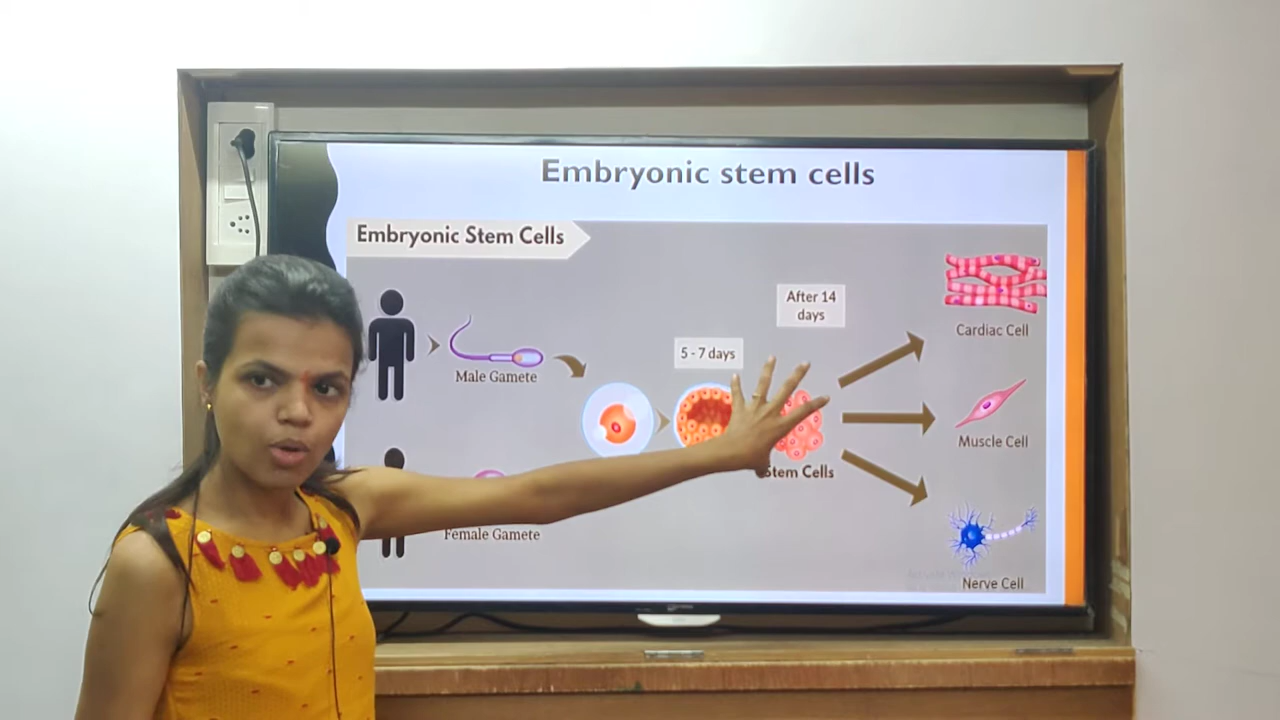 Embryonic stem cells
Embryonic Stem Cells
After 14
days
5 - 7 days
Male Gamete
Cardiac Cell
Muscle Cell
Stem Cells
Female Gamete
Nerve Cell